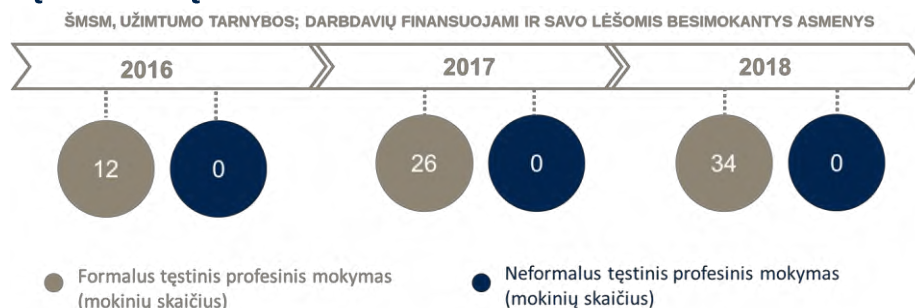 ŠMSM, UŽIMTUMO TARNYBOS; DARBDAVIŲ FINANSUOJAMI IR SAVO LĖŠOMIS BESIMOKANTYS ASMENYS
2016 2017 2018
12 0 26 0 34 0
Formalus tęstinis profesinis mokymas
(mokinių skaičius)
Neformalus tęstinis profesinis mokymas
(mokinių skaičius)